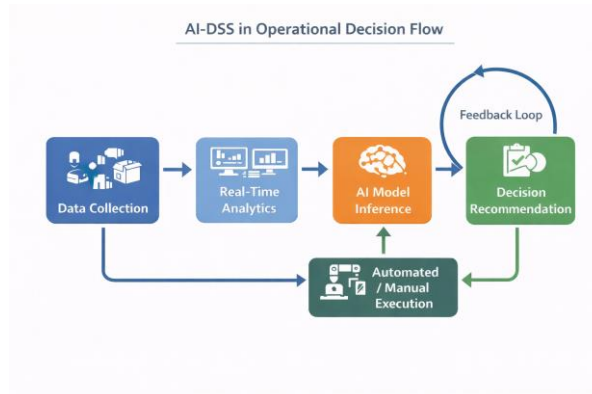 AI-DSS in Operational Decision Flow
Feedback Loop
Data Collection
Real-Time
Analytics
AI Model
Inference
Decision
Recommendation
Automated
/ Manual
Execution